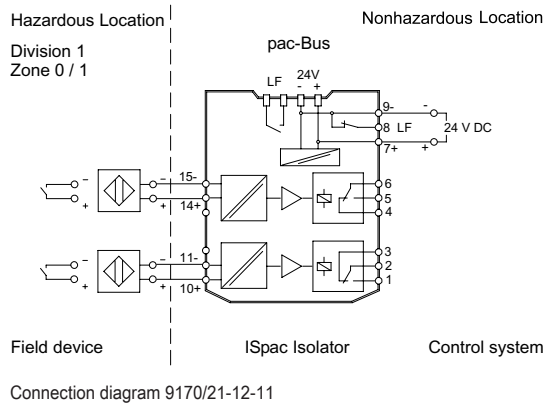 Hazardous Location
Nonhazardous Location
Division 1
Zone 0 / 1
pac-Bus
LF
24V
- +
9-
-
8 LF
24 V DC
7+
+
- - 15-
+ + 14+
6
5
4
- - 11-
+ + 10+
3
2
1
Field device
ISpac Isolator
Control system
Connection diagram 9170/21-12-11